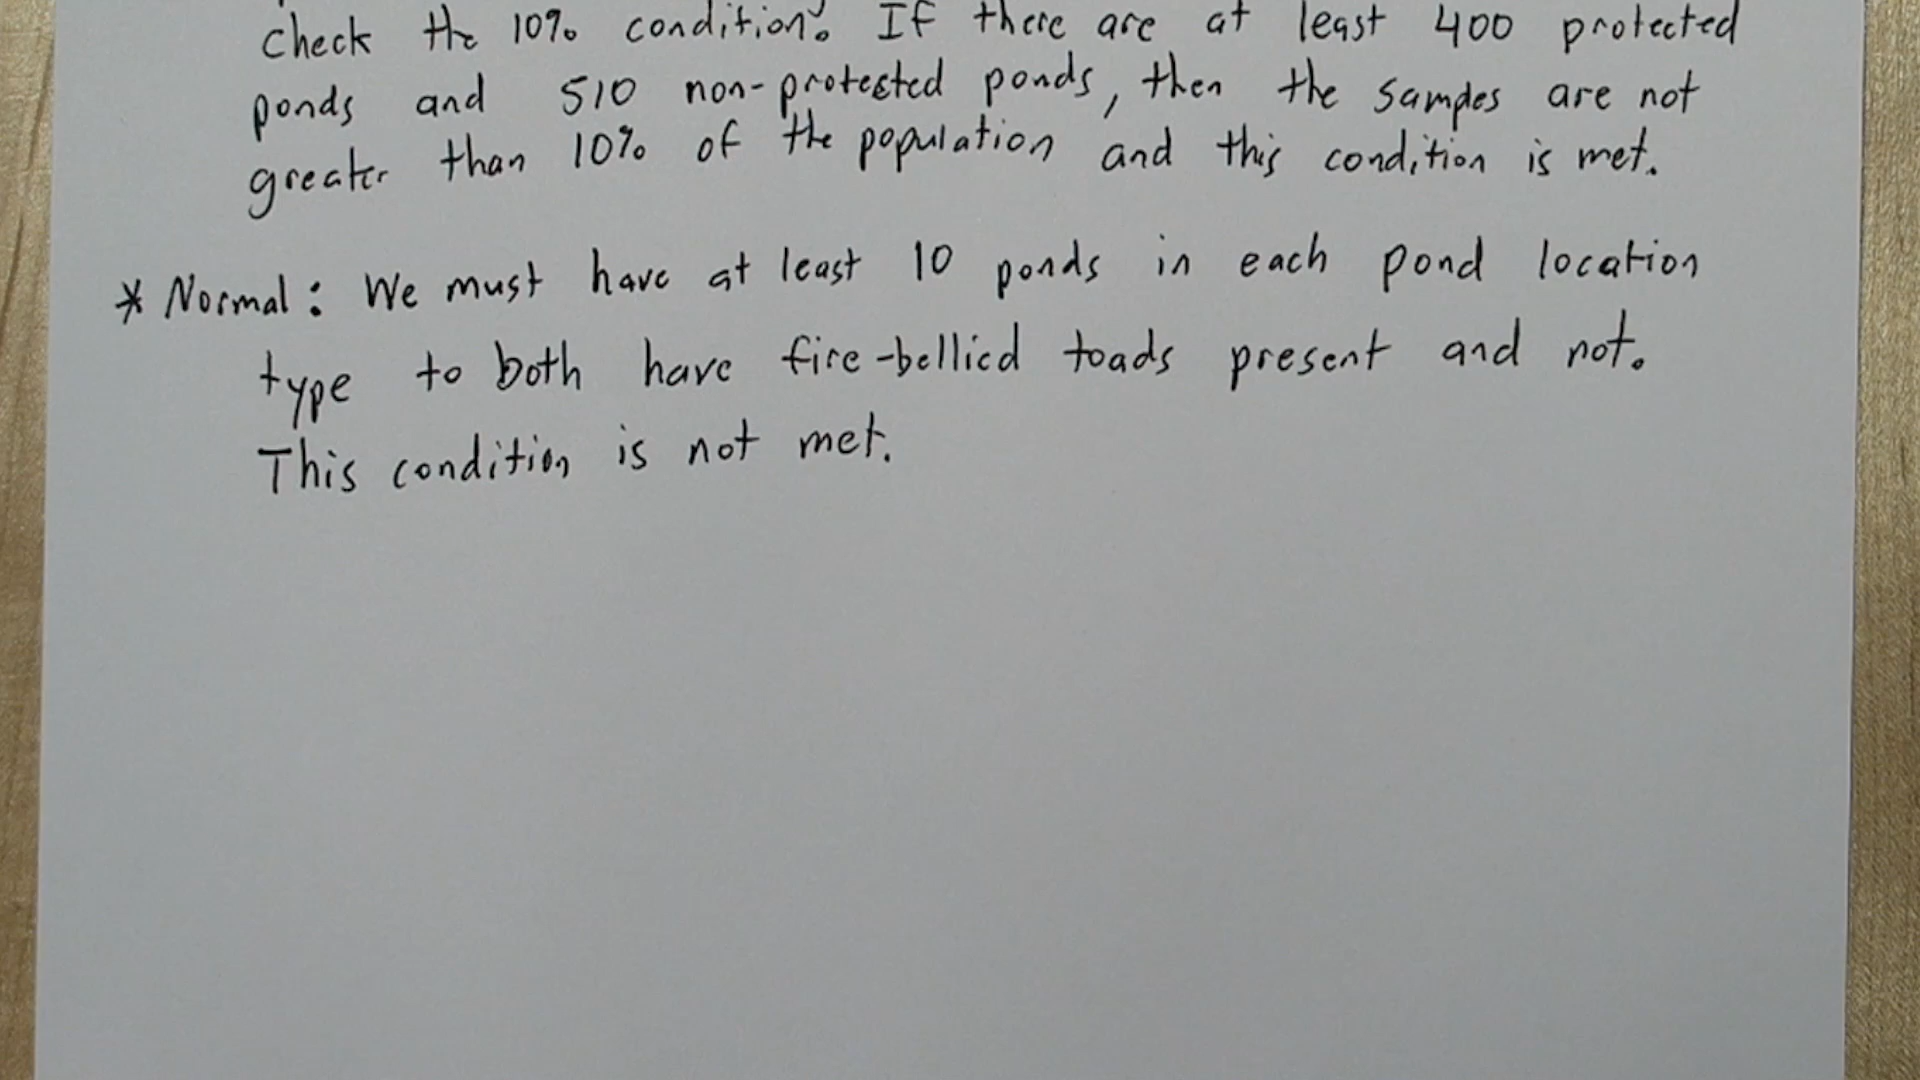 check the 10% condition. If there are at least 400 protected
ponds and 510 non-protected ponds, then the samples are not
greater than 10% of the population and this condition is met.
* Normal: We must have at least 10 ponds in each pond location
type to both have fire-bellied toads present and not.
This condition is not met.